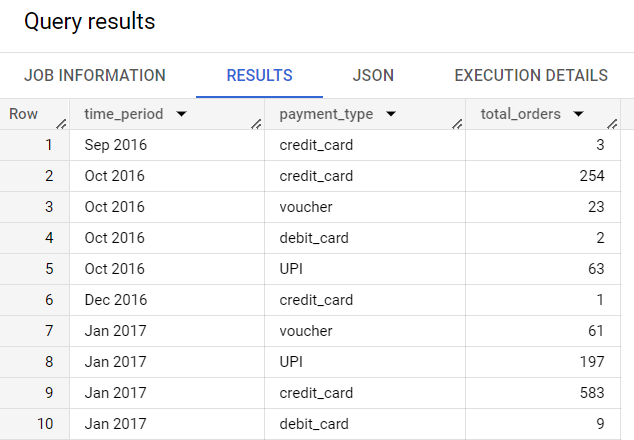 Query results
JOB INFORMATION RESULTS JSON EXECUTION DETAILS
Row time_period payment_type total_orders
1 Sep 2016 credit_card 3
2 Oct 2016 credit_card 254
3 Oct 2016 voucher 23
4 Oct 2016 debit_card 2
5 Oct 2016 UPI 63
6 Dec 2016 credit_card 1
7 Jan 2017 voucher 61
8 Jan 2017 UPI 197
9 Jan 2017 credit_card 583
10 Jan 2017 debit_card 9